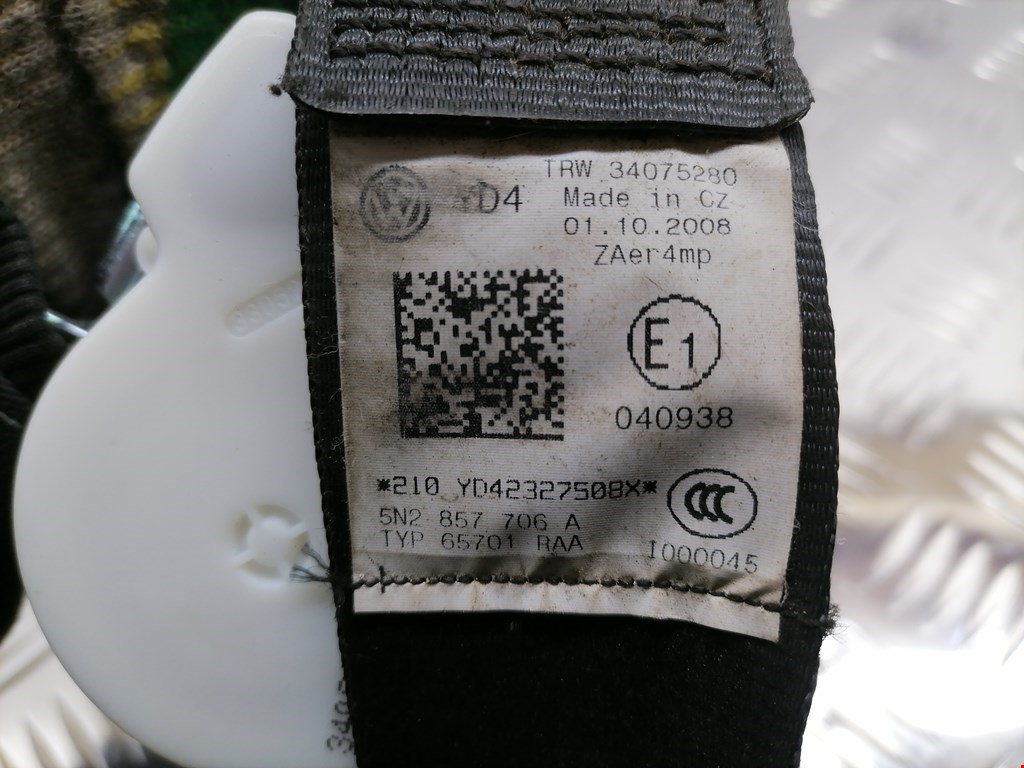 TRW 34075280
D4
Made in CZ
01.10.2008
ZAer4mp
E1
040938
*210 YD42327508X*
CCC
5N2 857 706 A
TYP 65701 RAA
I000045